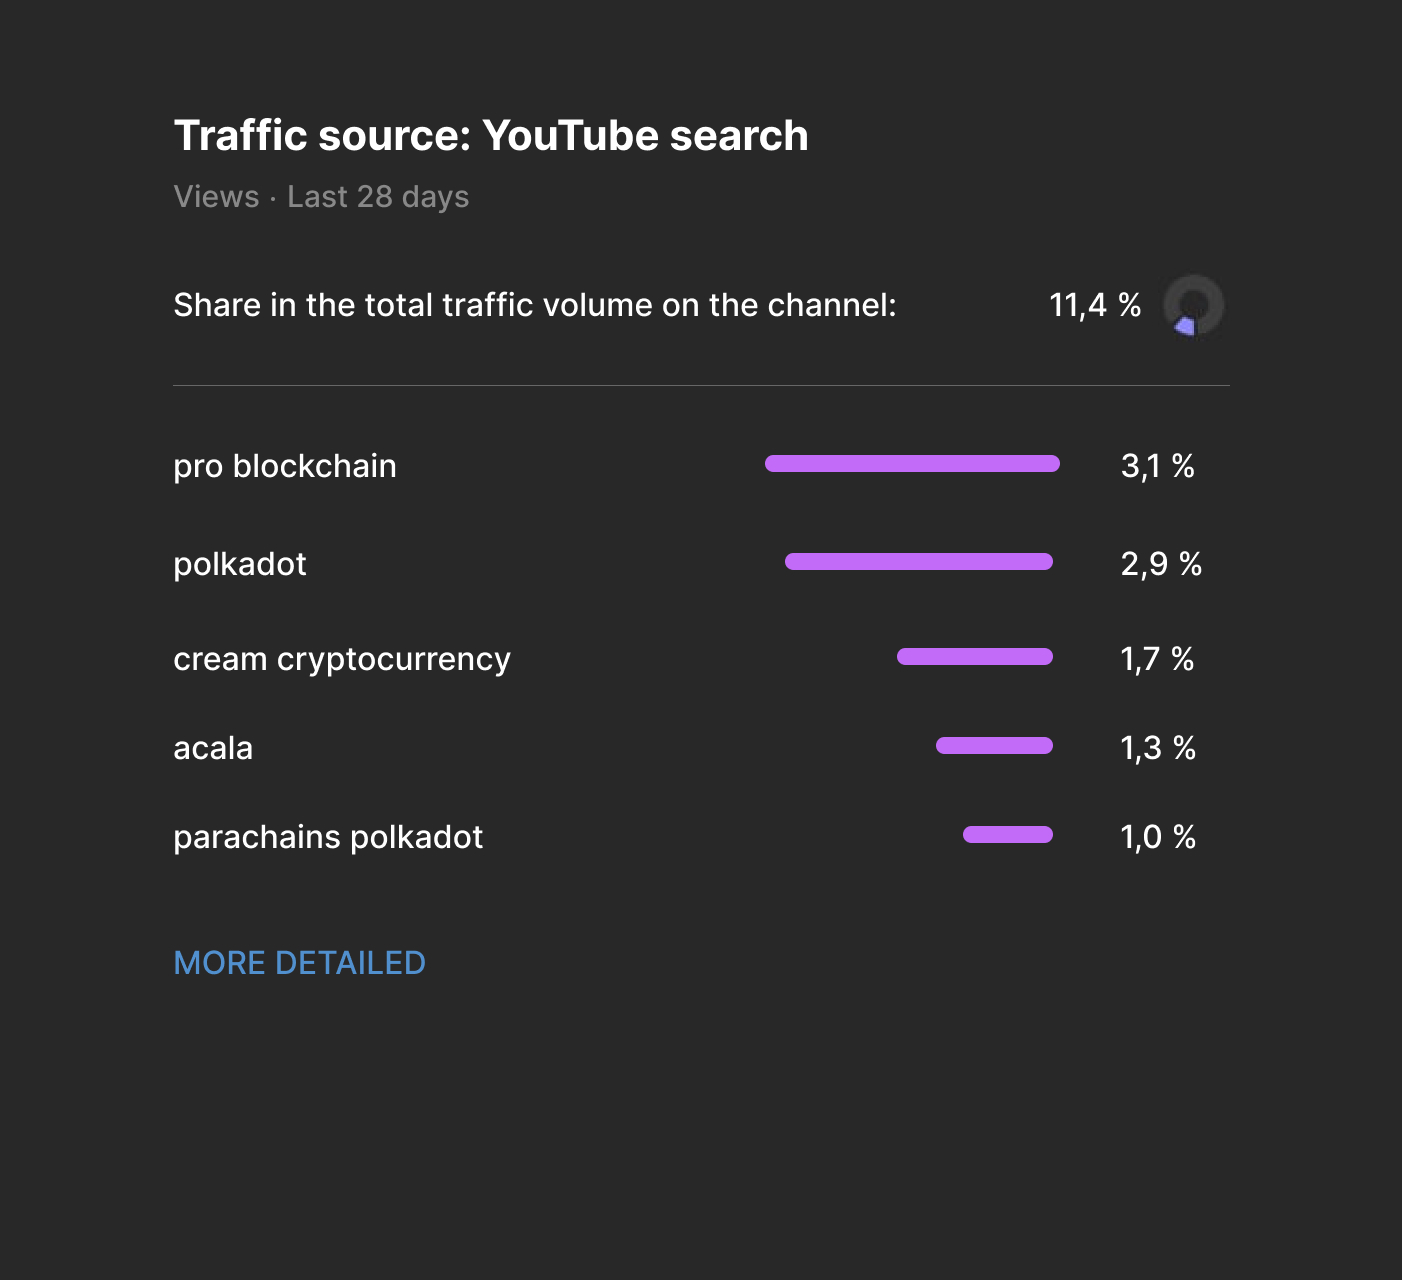 Traffic source: YouTube search
Views · Last 28 days
Share in the total traffic volume on the channel: 11,4 %
pro blockchain 3,1 %
polkadot 2,9 %
cream cryptocurrency 1,7 %
acala 1,3 %
parachains polkadot 1,0 %
MORE DETAILED